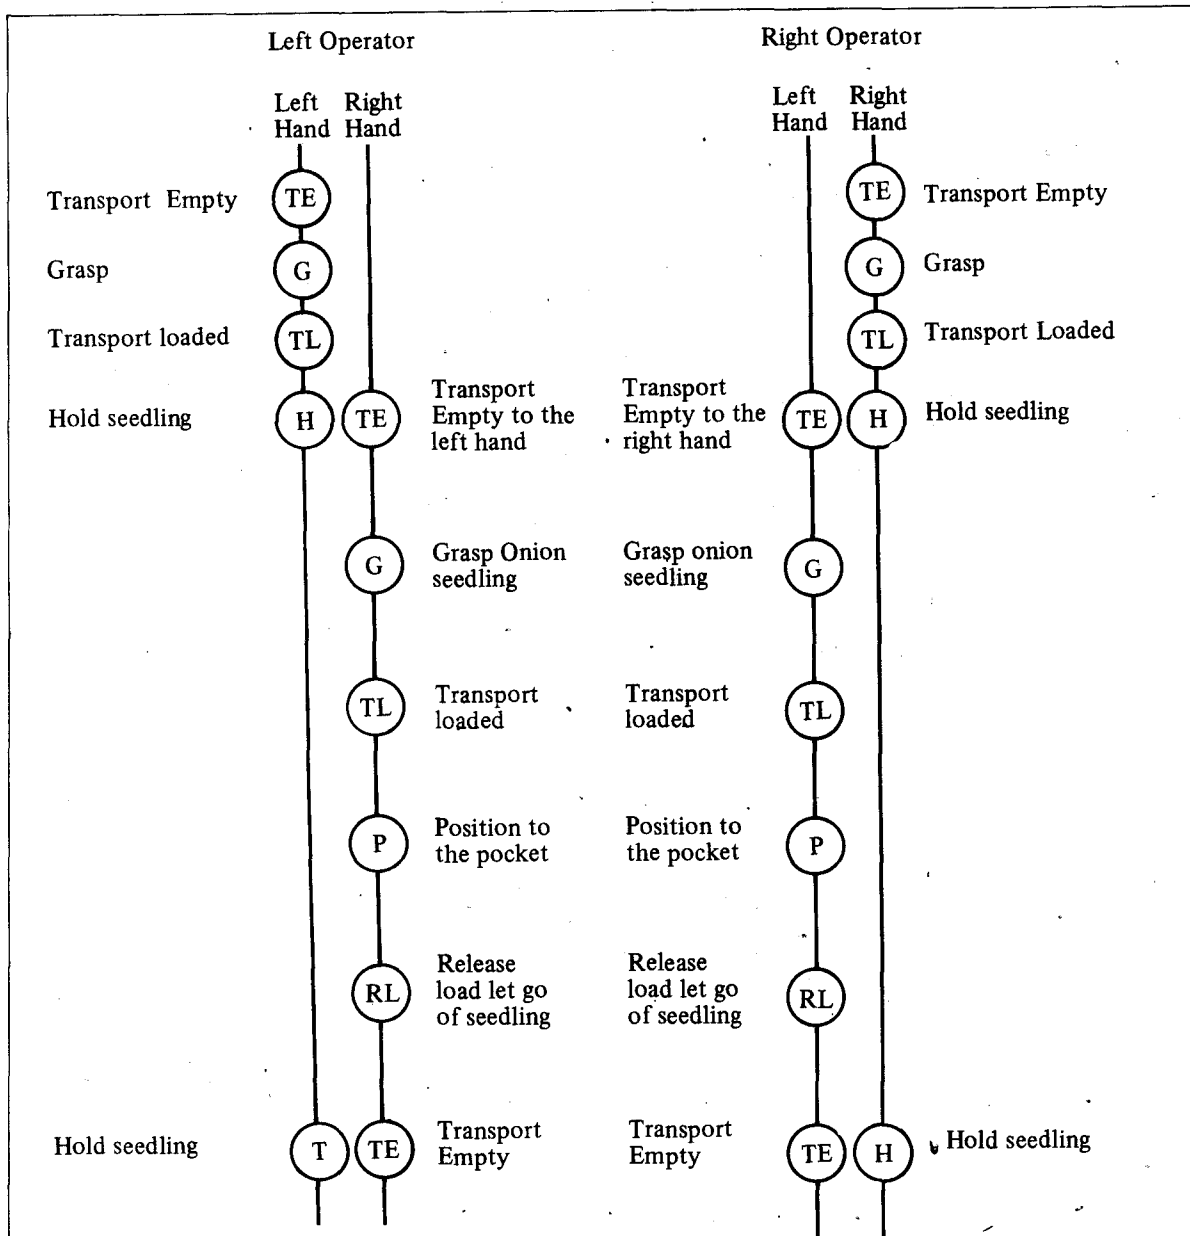 Left Operator
Right Operator
Left Right
Hand Hand
Left Right
Hand Hand
Transport Empty TE
TE Transport Empty
Grasp G
G Grasp
Transport loaded TL
TL Transport Loaded
Hold seedling H TE
Transport
Empty to the
left hand
Transport
Empty to the
right hand
TE H Hold seedling
G
Grasp Onion
seedling
Grasp onion
seedling
G
TL
Transport
loaded
Transport
loaded
TL
P
Position to
the pocket
Position to
the pocket
P
RL
Release
load let go
of seedling
Release
load let go
of seedling
RL
Hold seedling T TE
Transport
Empty
Transport
Empty
TE H Hold seedling